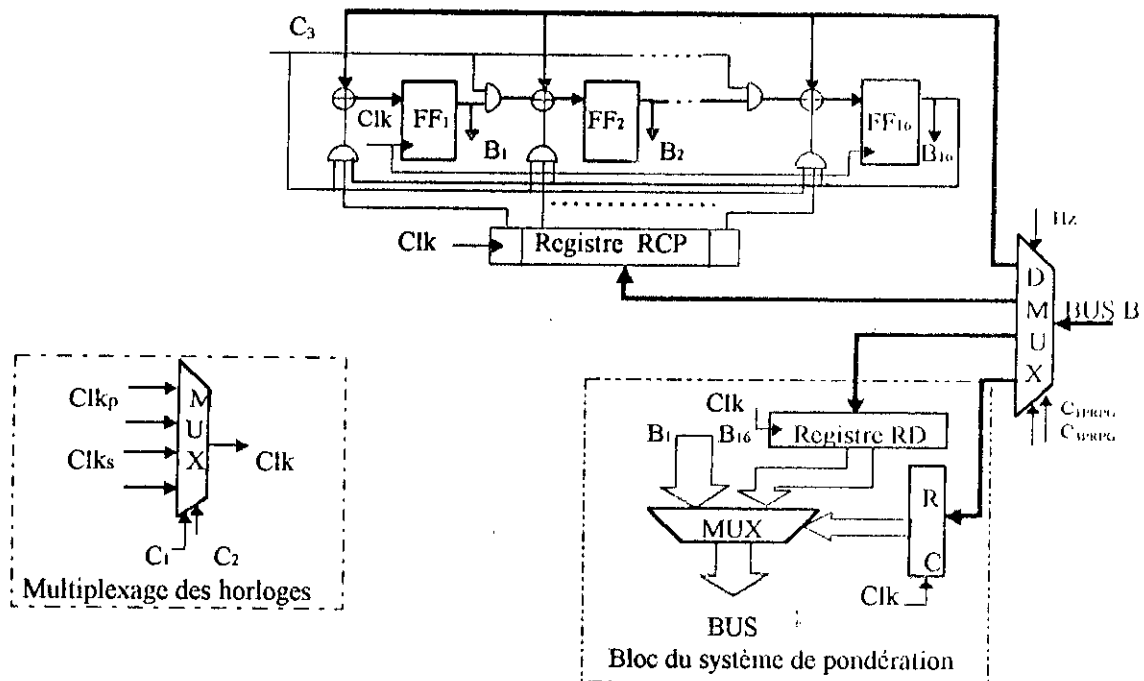 C₃
Clk
FF₁
B₁
FF₂
B₂
FF₁₆
B₁₆
Clk
Registre RCP
Hz
D
M
U
X
BUS B
Clkp
Clks
M
U
X
Clk
C₁
C₂
Multiplexage des horloges
Clk
B₁
B₁₆
Registre RD
MUX
R
C
Clk
BUS
Bloc du système de pondération